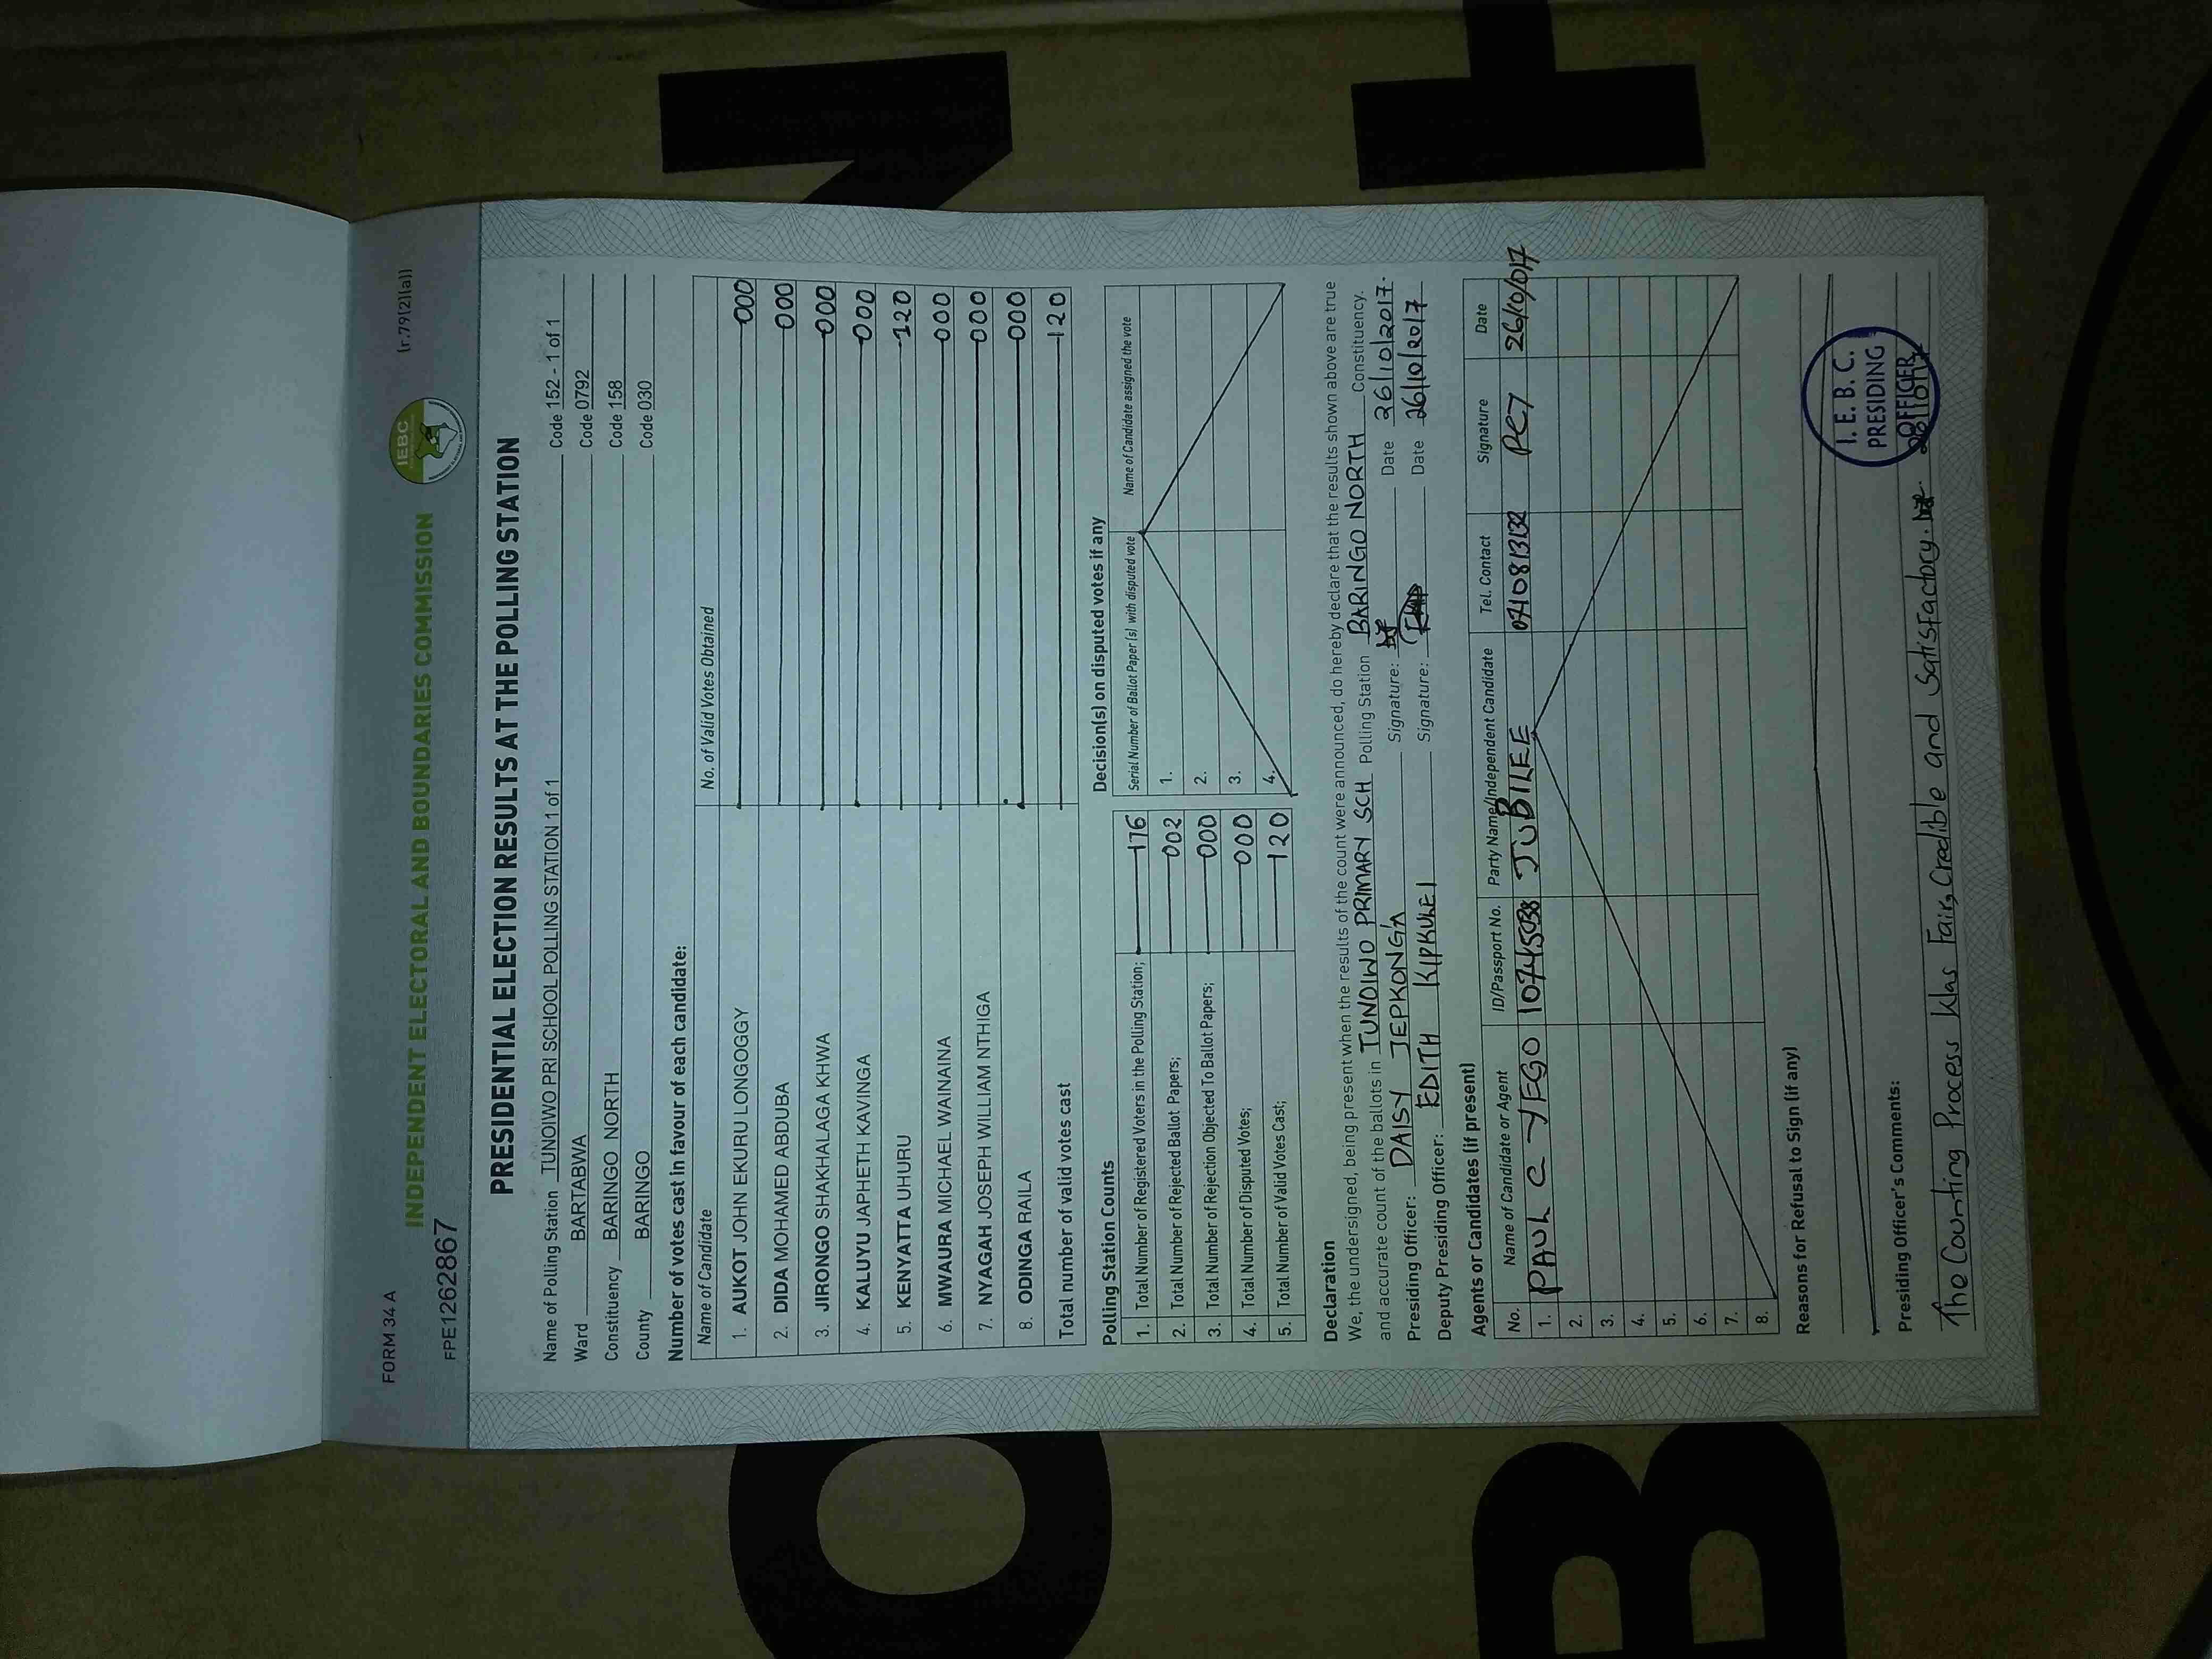 FORM 34 A
INDEPENDENT ELECTORAL AND BOUNDARIES COMMISSION
IEBC
(r.79(2)(a))
FPE1262867
PRESIDENTIAL ELECTION RESULTS AT THE POLLING STATION
Name of Polling Station TUNOIWO PRI SCHOOL POLLING STATION 1 of 1 Code 152 - 1 of 1
Ward BARTABWA Code 0792
Constituency BARINGO NORTH Code 158
County BARINGO Code 030
Number of votes cast in favour of each candidate:
Name of Candidate No. of Valid Votes Obtained
1. AUKOT JOHN EKURU LONGOGGY 000
2. DIDA MOHAMED ABDUBA 000
3. JIRONGO SHAKHALAGA KHWA 000
4. KALUYU JAPHETH KAVINGA 000
5. KENYATTA UHURU 120
6. MWAURA MICHAEL WAINAINA 000
7. NYAGAH JOSEPH WILLIAM NTHIGA 000
8. ODINGA RAILA 000
Total number of valid votes cast 120
Polling Station Counts
1. Total Number of Registered Voters in the Polling Station; 176
2. Total Number of Rejected Ballot Papers; 002
3. Total Number of Rejection Objected To Ballot Papers; 000
4. Total Number of Disputed Votes; 000
5. Total Number of Valid Votes Cast; 120
Decision(s) on disputed votes if any
Serial Number of Ballot Paper(s) with disputed vote Name of Candidate assigned the vote
1.
2.
3.
4.
Declaration
We, the undersigned, being present when the results of the count were announced, do hereby declare that the results shown above are true
and accurate count of the ballots in TUNOIWO PRIMARY SCH Polling Station BARINGO NORTH Constituency.
Presiding Officer: DAISY JEPKONGA Signature: Date 26/10/2017.
Deputy Presiding Officer: EDITH KIPKULEI Signature: Date 26/10/2017
Agents or Candidates (if present)
No. Name of Candidate or Agent ID/Passport No. Party Name/Independent Candidate Tel. Contact Signature Date
1. PAUL C YEGO JUBILEE 0710813132 26/10/017
2.
3.
4.
5.
6.
7.
8.
Reasons for Refusal to Sign (if any)
Presiding Officer's Comments:
The Counting Process Was Fair, Credible and Satisfactory.
I. E. B. C.
PRESIDING
OFFICER